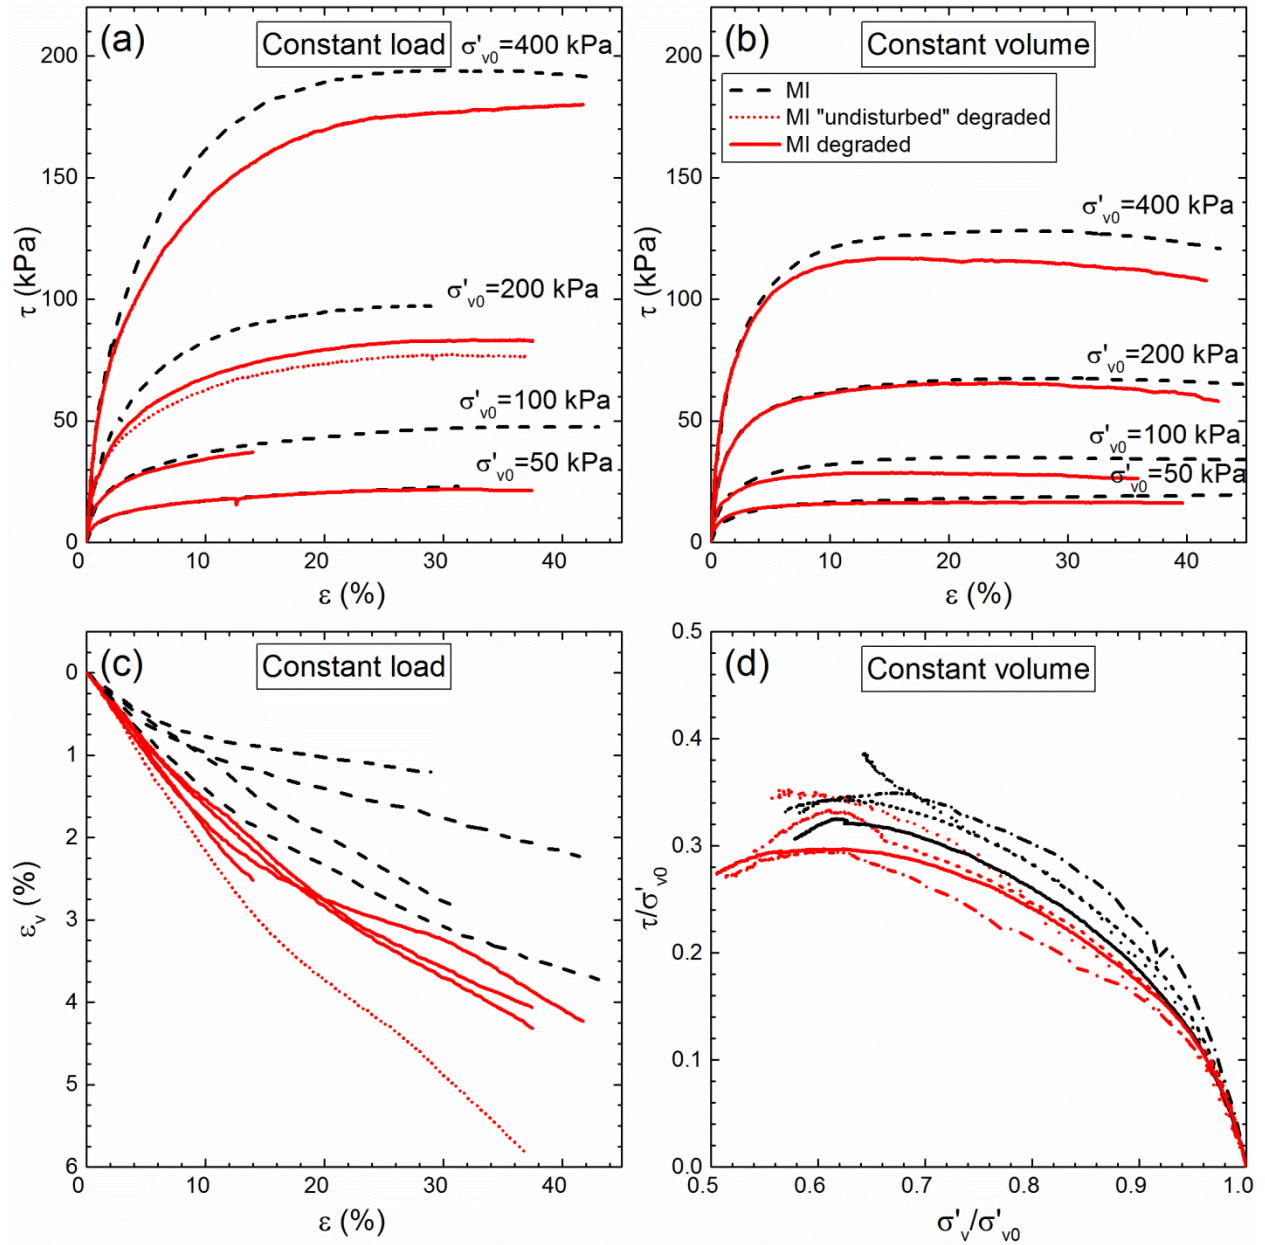 (a)
Constant load
σ'v0=400 kPa
σ'v0=200 kPa
σ'v0=100 kPa
σ'v0=50 kPa
200
150
100
50
0
τ (kPa)
0 10 20 30 40
ε (%)
(b)
Constant volume
MI
MI "undisturbed" degraded
MI degraded
σ'v0=400 kPa
σ'v0=200 kPa
σ'v0=100 kPa
σ'v0=50 kPa
200
150
100
50
0
τ (kPa)
0 10 20 30 40
ε (%)
(c)
Constant load
0
1
2
3
4
5
6
εv (%)
0 10 20 30 40
ε (%)
(d)
Constant volume
0.5
0.4
0.3
0.2
0.1
0.0
τ/σ'v0
0.5 0.6 0.7 0.8 0.9 1.0
σ'v/σ'v0